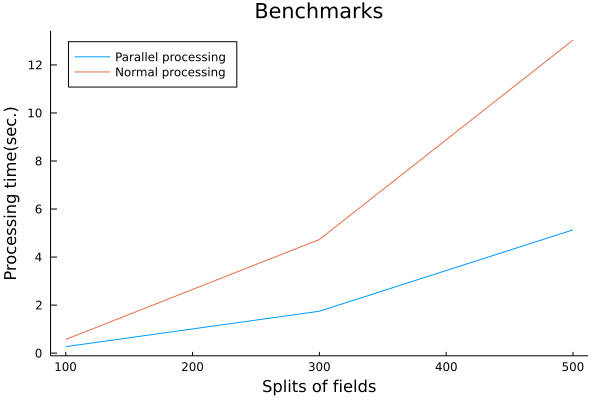 Benchmarks
Parallel processing
Normal processing
Processing time(sec.)
12
10
8
6
4
2
0
100 200 300 400 500
Splits of fields